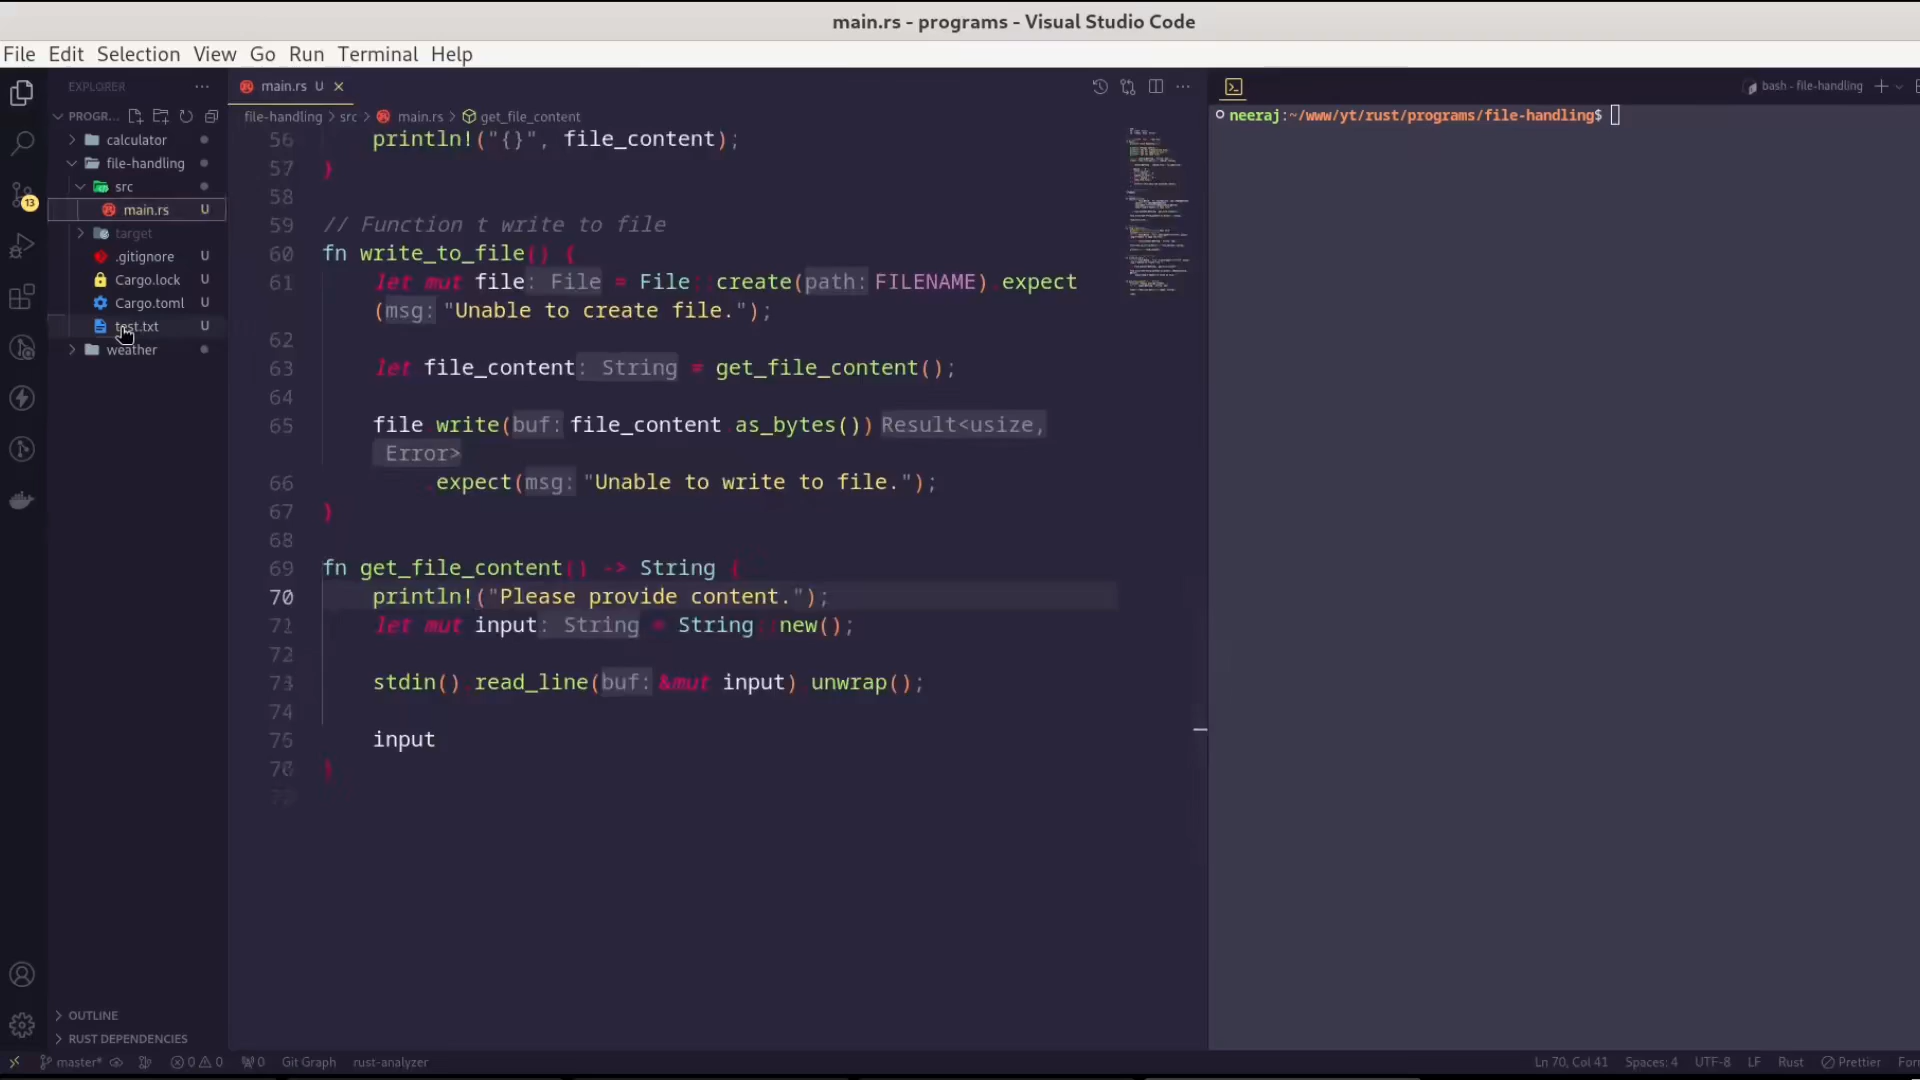 main.rs - programs - Visual Studio Code
File Edit Selection View Go Run Terminal Help
EXPLORER
PROGR...
calculator
file-handling
src
main.rs U
target
.gitignore U
Cargo.lock U
Cargo.toml U
test.txt U
weather
13
OUTLINE
RUST DEPENDENCIES
main.rs U
file-handling > src > main.rs > get_file_content
56 println!("{}", file_content);
57 }
58
59 // Function t write to file
60 fn write_to_file() {
61 let mut file: File = File::create(path: FILENAME).expect
(msg: "Unable to create file.");
62
63 let file_content: String = get_file_content();
64
65 file.write(buf: file_content.as_bytes()) Result<usize,
Error>
66 .expect(msg: "Unable to write to file.");
67 }
68
69 fn get_file_content() -> String {
70 println!("Please provide content.");
71 let mut input: String = String::new();
72
73 stdin().read_line(buf: &mut input).unwrap();
74
75 input
76 }
77
bash - file-handling
neeraj:~/www/yt/rust/programs/file-handling$
master* 0 0 0 Git Graph rust-analyzer
Ln 70, Col 41 Spaces: 4 UTF-8 LF Rust Prettier For